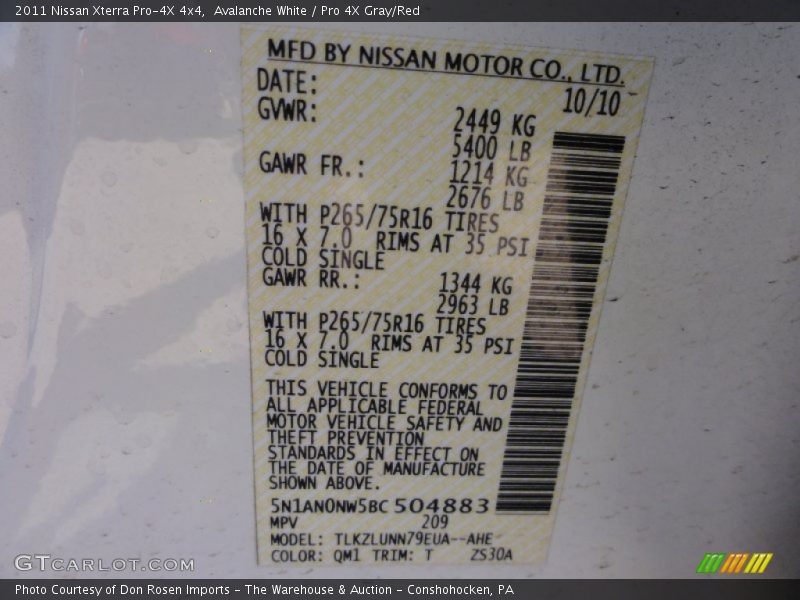 2011 Nissan Xterra Pro-4X 4x4, Avalanche White / Pro 4X Gray/Red
MFD BY NISSAN MOTOR CO., LTD.
DATE: 10/10
GVWR: 2449 KG
5400 LB
GAWR FR.: 1214 KG
2676 LB
WITH P265/75R16 TIRES
16 X 7.0 RIMS AT 35 PSI
COLD SINGLE
GAWR RR.: 1344 KG
2963 LB
WITH P265/75R16 TIRES
16 X 7.0 RIMS AT 35 PSI
COLD SINGLE
THIS VEHICLE CONFORMS TO
ALL APPLICABLE FEDERAL
MOTOR VEHICLE SAFETY AND
THEFT PREVENTION
STANDARDS IN EFFECT ON
THE DATE OF MANUFACTURE
SHOWN ABOVE.
5N1AN0NW5BC504883
MPV 209
MODEL: TLKZLUNN79EUA--AHE
COLOR: QM1 TRIM: T ZS30A
GTCarLot.com
Photo Courtesy of Don Rosen Imports - The Warehouse & Auction - Conshohocken, PA